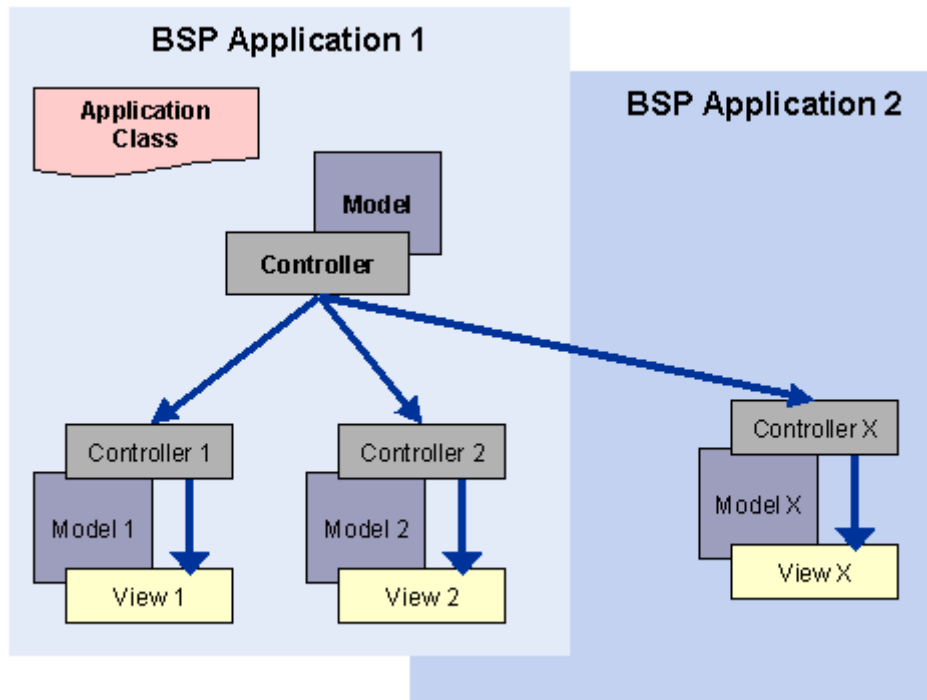 BSP Application 1
BSP Application 2
Application
Class
Model
Controller
Controller 1
Controller 2
Controller X
Model 1
Model 2
Model X
View 1
View 2
View X